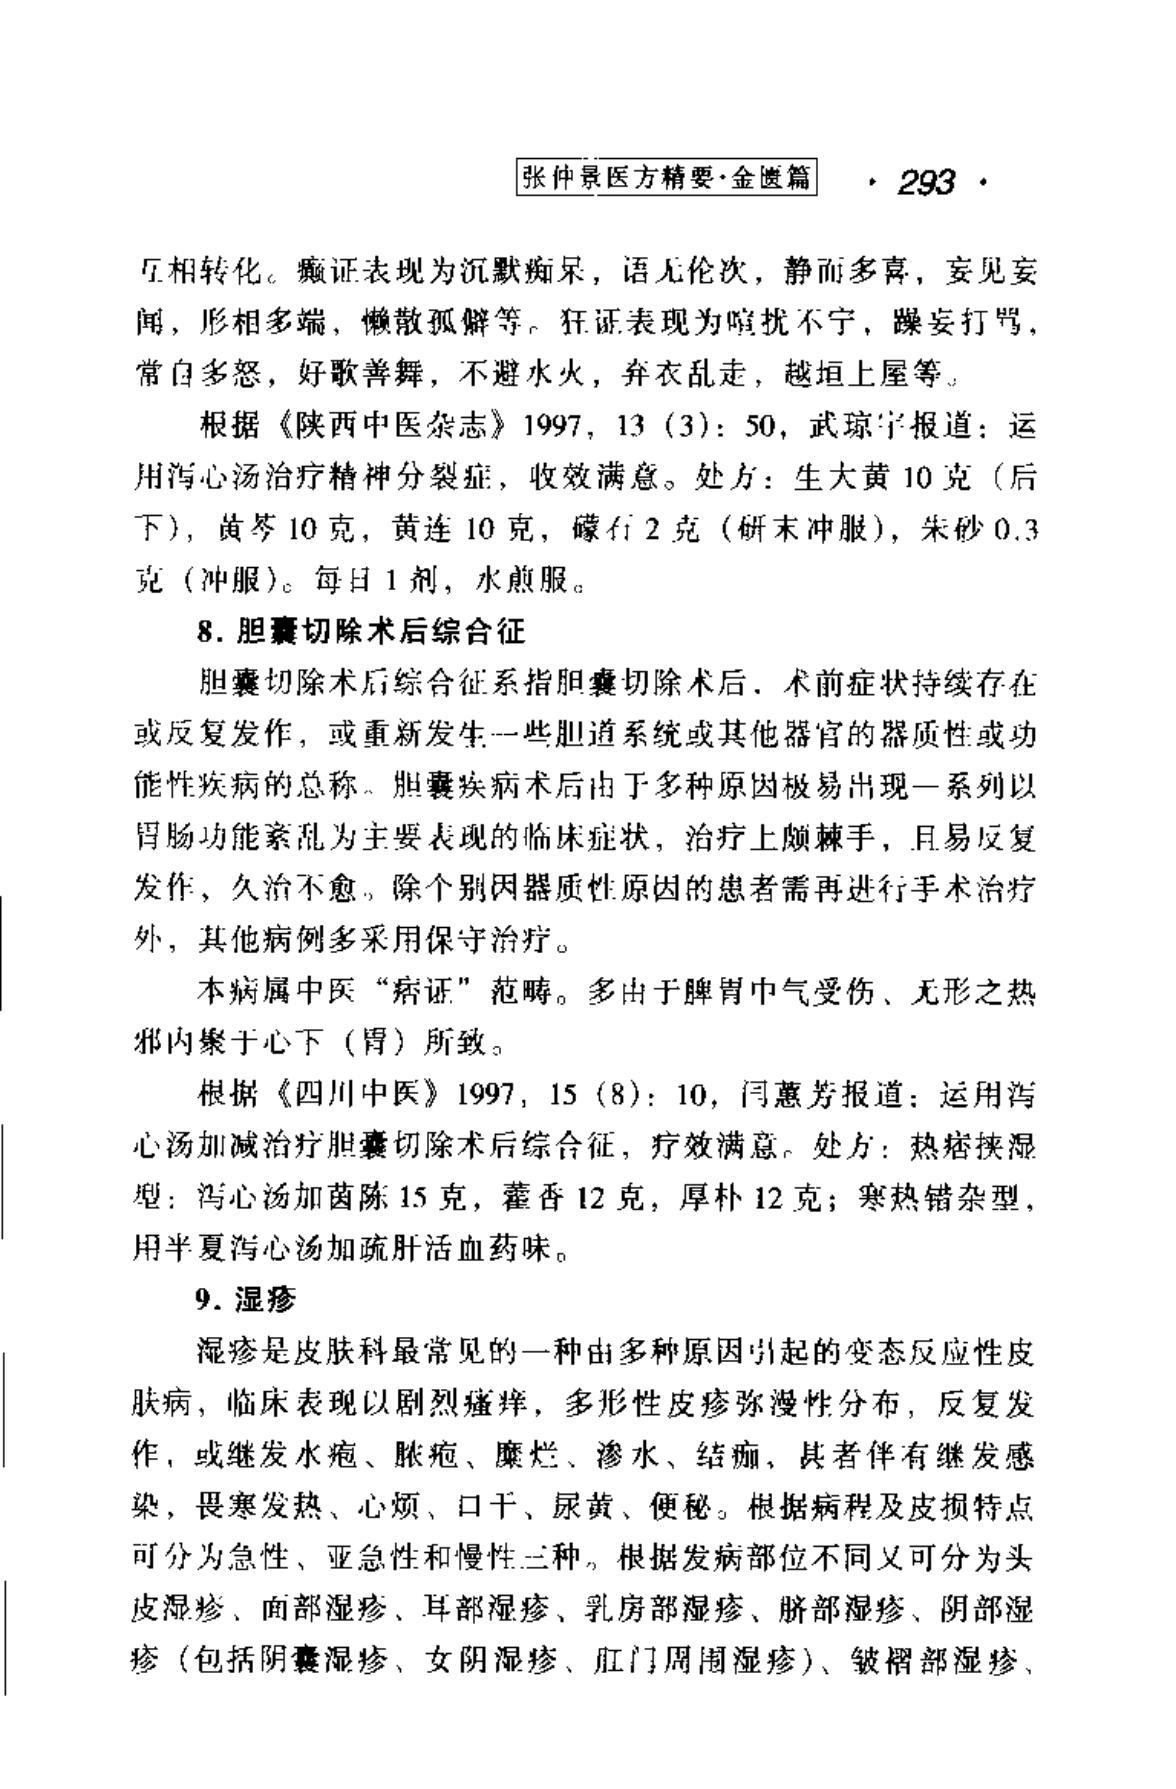 张仲景医方精要·金匮篇 · 293 ·
互相转化。癫证表现为沉默痴呆，语无伦次，静而多喜，妄见妄
闻，形相多端，懒散孤僻等。狂证表现为喧扰不宁，躁妄打骂，
常自多怒，好歌善舞，不避水火，弃衣乱走，越垣上屋等。
根据《陕西中医杂志》1997，13（3）：50，武琼宇报道：运
用泻心汤治疗精神分裂症，收效满意。处方：生大黄 10 克（后
下），黄芩 10 克，黄连 10 克，礞石 2 克（研末冲服），朱砂 0.3
克（冲服）。每日 1 剂，水煎服。
8. 胆囊切除术后综合征
胆囊切除术后综合征系指胆囊切除术后，术前症状持续存在
或反复发作，或重新发生一些胆道系统或其他器官的器质性或功
能性疾病的总称。胆囊疾病术后由于多种原因极易出现一系列以
胃肠功能紊乱为主要表现的临床症状，治疗上颇棘手，且易反复
发作，久治不愈。除个别因器质性原因的患者需再进行手术治疗
外，其他病例多采用保守治疗。
本病属中医“痞证”范畴。多由于脾胃中气受伤、无形之热
邪内聚于心下（胃）所致。
根据《四川中医》1997，15（8）：10，闫蕙芳报道：运用泻
心汤加减治疗胆囊切除术后综合征，疗效满意。处方：热痞挟湿
型：泻心汤加茵陈 15 克，藿香 12 克，厚朴 12 克；寒热错杂型，
用半夏泻心汤加疏肝活血药味。
9. 湿疹
湿疹是皮肤科最常见的一种由多种原因引起的变态反应性皮
肤病，临床表现以剧烈瘙痒，多形性皮疹弥漫性分布，反复发
作，或继发水疱、脓疱、糜烂、渗水、结痂，甚者伴有继发感
染，畏寒发热、心烦、口干、尿黄、便秘。根据病程及皮损特点
可分为急性、亚急性和慢性三种。根据发病部位不同又可分为头
皮湿疹、面部湿疹、耳部湿疹、乳房部湿疹、脐部湿疹、阴部湿
疹（包括阴囊湿疹、女阴湿疹、肛门周围湿疹）、皱褶部湿疹、